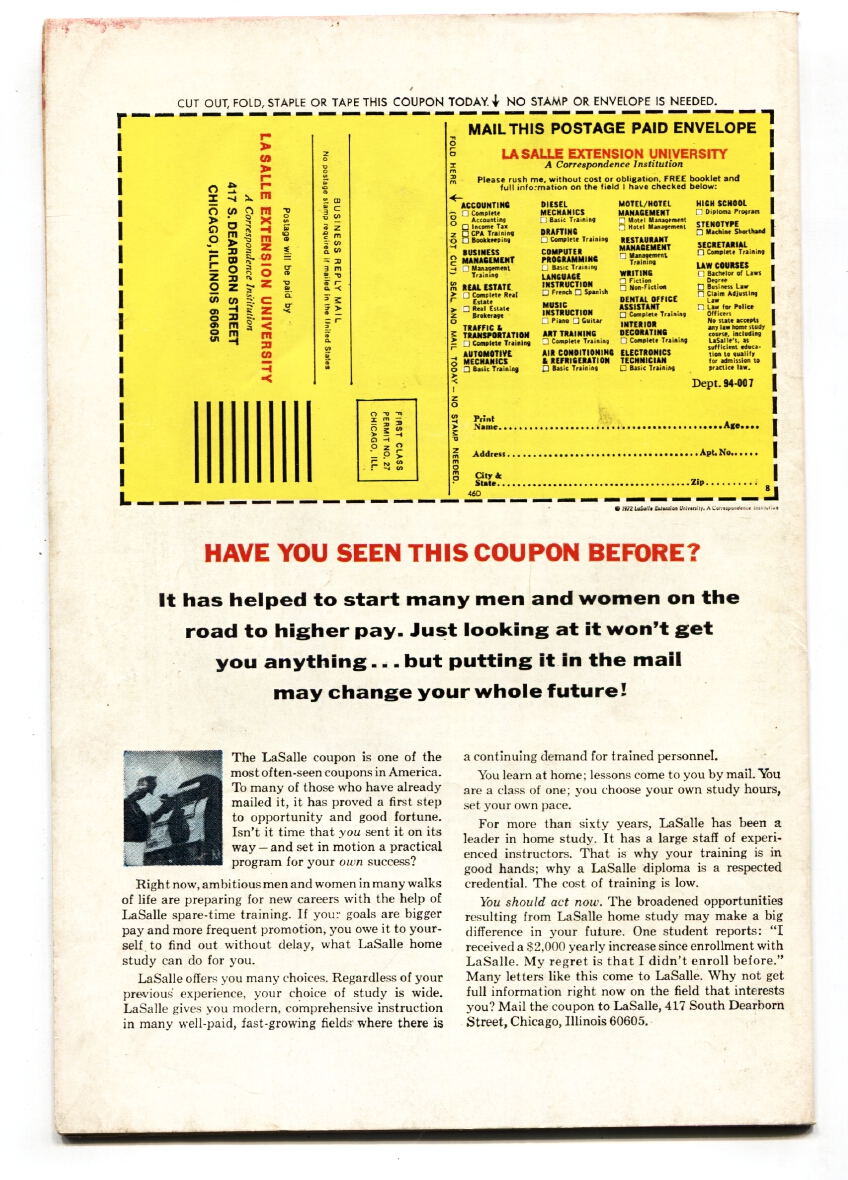 CUT OUT, FOLD, STAPLE OR TAPE THIS COUPON TODAY. ↓ NO STAMP OR ENVELOPE IS NEEDED.
LA SALLE EXTENSION UNIVERSITY
A Correspondence Institution
417 S. DEARBORN STREET
CHICAGO, ILLINOIS 60605
Postage will be paid by
BUSINESS REPLY MAIL
No postage stamp required if mailed in the United States
FIRST CLASS
PERMIT NO. 27
CHICAGO, ILL.
FOLD HERE ← (DO NOT CUT) SEAL AND MAIL TODAY – NO STAMP NEEDED.
MAIL THIS POSTAGE PAID ENVELOPE
LA SALLE EXTENSION UNIVERSITY
A Correspondence Institution
Please rush me, without cost or obligation, FREE booklet and
full information on the field I have checked below:
ACCOUNTING
☐ Complete
Accounting
☐ Income Tax
☐ CPA Training
☐ Bookkeeping
BUSINESS
MANAGEMENT
☐ Management
Training
REAL ESTATE
☐ Complete Real
Estate
☐ Real Estate
Brokerage
TRAFFIC &
TRANSPORTATION
☐ Complete Training
AUTOMOTIVE
MECHANICS
☐ Basic Training
DIESEL
MECHANICS
☐ Basic Training
DRAFTING
☐ Complete Training
COMPUTER
PROGRAMMING
☐ Basic Training
LANGUAGE
INSTRUCTION
☐ French ☐ Spanish
MUSIC
INSTRUCTION
☐ Piano ☐ Guitar
ART TRAINING
☐ Complete Training
AIR CONDITIONING
& REFRIGERATION
☐ Basic Training
MOTEL/HOTEL
MANAGEMENT
☐ Motel Management
☐ Hotel Management
RESTAURANT
MANAGEMENT
☐ Management
Training
WRITING
☐ Fiction
☐ Non-Fiction
DENTAL OFFICE
ASSISTANT
☐ Complete Training
INTERIOR
DECORATING
☐ Complete Training
ELECTRONICS
TECHNICIAN
☐ Basic Training
HIGH SCHOOL
☐ Diploma Program
STENOTYPE
☐ Machine Shorthand
SECRETARIAL
☐ Complete Training
LAW COURSES
☐ Bachelor of Laws
Degree
☐ Business Law
☐ Claim Adjusting
Law
☐ Law for Police
Officers
No state accepts
any law home study
course, including
LaSalle's, as
sufficient educa-
tion to qualify
for admission to
practice law.
Dept. 94-007
Print
Name..........Age....
Address..........Apt. No......
City &
State..........Zip..........
46D
8
© 1972 LaSalle Extension University. A Correspondence Institution
HAVE YOU SEEN THIS COUPON BEFORE?
It has helped to start many men and women on the
road to higher pay. Just looking at it won't get
you anything...but putting it in the mail
may change your whole future!
The LaSalle coupon is one of the
most often-seen coupons in America.
To many of those who have already
mailed it, it has proved a first step
to opportunity and good fortune.
Isn't it time that you sent it on its
way – and set in motion a practical
program for your own success?
Right now, ambitious men and women in many walks
of life are preparing for new careers with the help of
LaSalle spare-time training. If your goals are bigger
pay and more frequent promotion, you owe it to your-
self to find out without delay, what LaSalle home
study can do for you.
LaSalle offers you many choices. Regardless of your
previous experience, your choice of study is wide.
LaSalle gives you modern, comprehensive instruction
in many well-paid, fast-growing fields where there is
a continuing demand for trained personnel.
You learn at home; lessons come to you by mail. You
are a class of one; you choose your own study hours,
set your own pace.
For more than sixty years, LaSalle has been a
leader in home study. It has a large staff of experi-
enced instructors. That is why your training is in
good hands; why a LaSalle diploma is a respected
credential. The cost of training is low.
You should act now. The broadened opportunities
resulting from LaSalle home study may make a big
difference in your future. One student reports: "I
received a $2,000 yearly increase since enrollment with
LaSalle. My regret is that I didn't enroll before."
Many letters like this come to LaSalle. Why not get
full information right now on the field that interests
you? Mail the coupon to LaSalle, 417 South Dearborn
Street, Chicago, Illinois 60605.